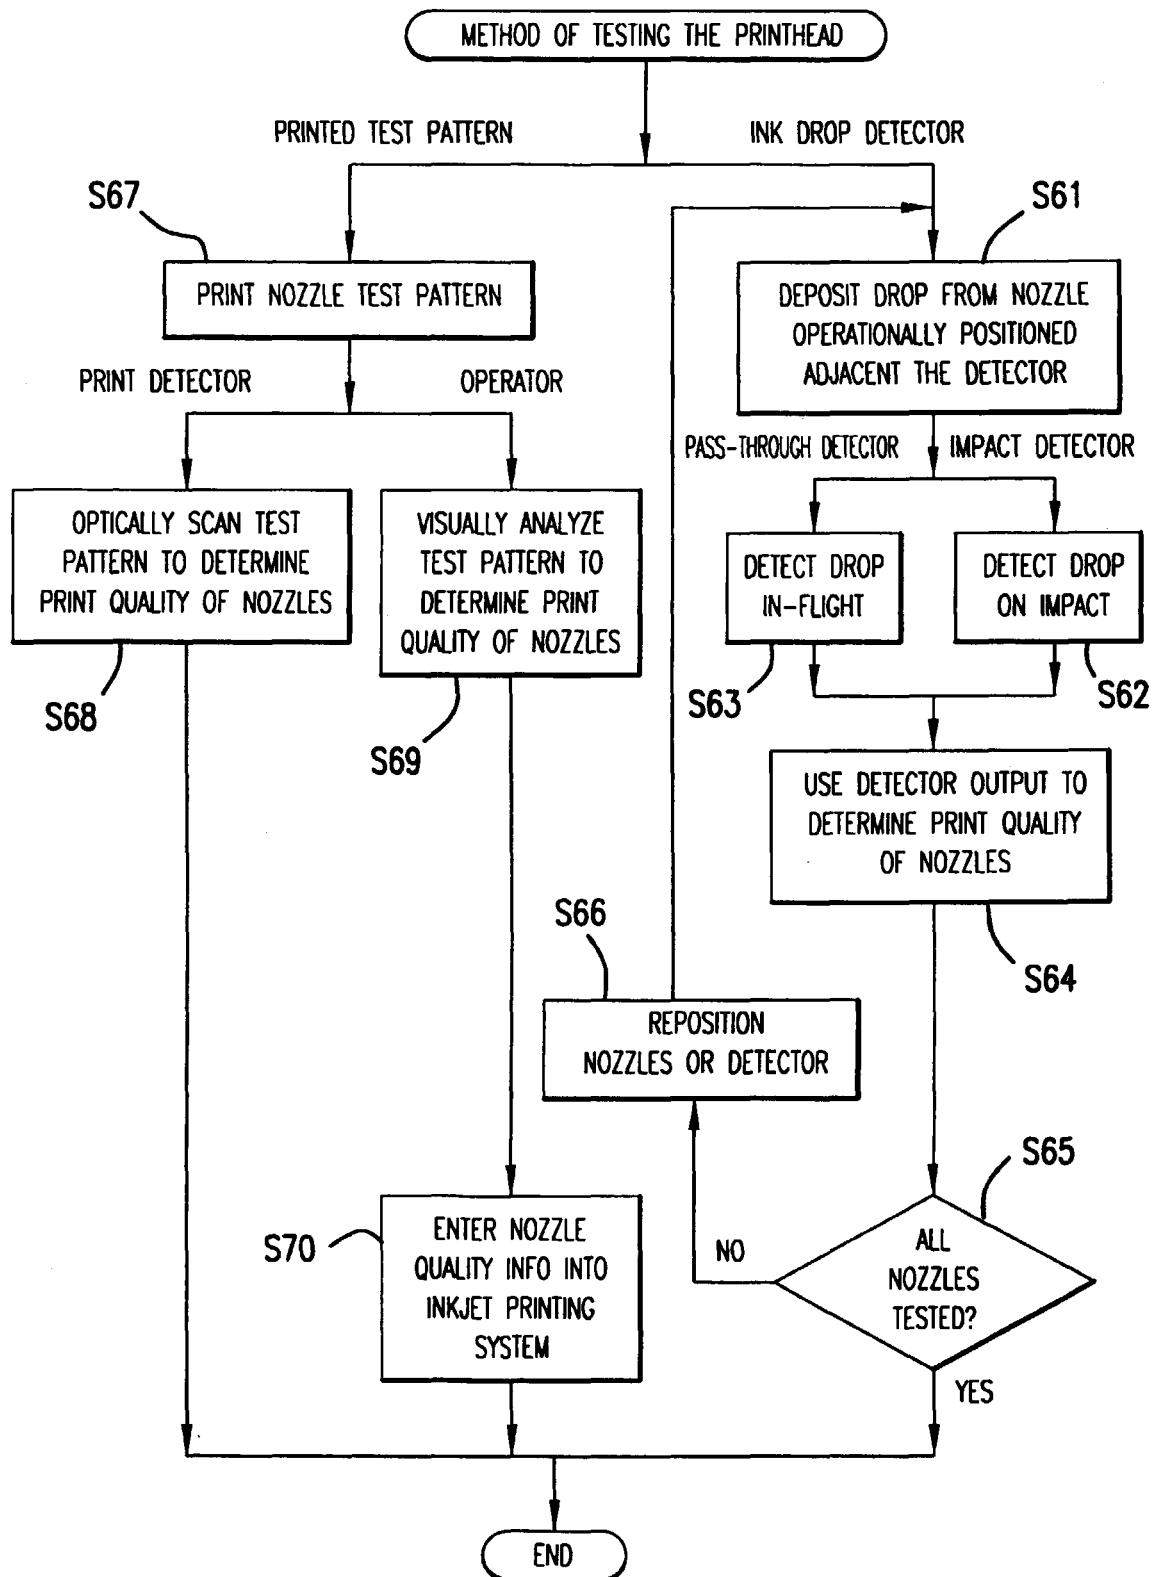 METHOD OF TESTING THE PRINTHEAD
PRINTED TEST PATTERN
INK DROP DETECTOR
S67
S61
PRINT NOZZLE TEST PATTERN
DEPOSIT DROP FROM NOZZLE
OPERATIONALLY POSITIONED
ADJACENT THE DETECTOR
PRINT DETECTOR
OPERATOR
PASS-THROUGH DETECTOR
IMPACT DETECTOR
OPTICALLY SCAN TEST
PATTERN TO DETERMINE
PRINT QUALITY OF NOZZLES
VISUALLY ANALYZE
TEST PATTERN TO
DETERMINE PRINT
QUALITY OF NOZZLES
DETECT DROP
IN-FLIGHT
DETECT DROP
ON IMPACT
S68
S69
S63
S62
USE DETECTOR OUTPUT TO
DETERMINE PRINT QUALITY
OF NOZZLES
S66
S64
REPOSITION
NOZZLES OR DETECTOR
S65
S70
ENTER NOZZLE
QUALITY INFO INTO
INKJET PRINTING
SYSTEM
NO
ALL
NOZZLES
TESTED?
YES
END